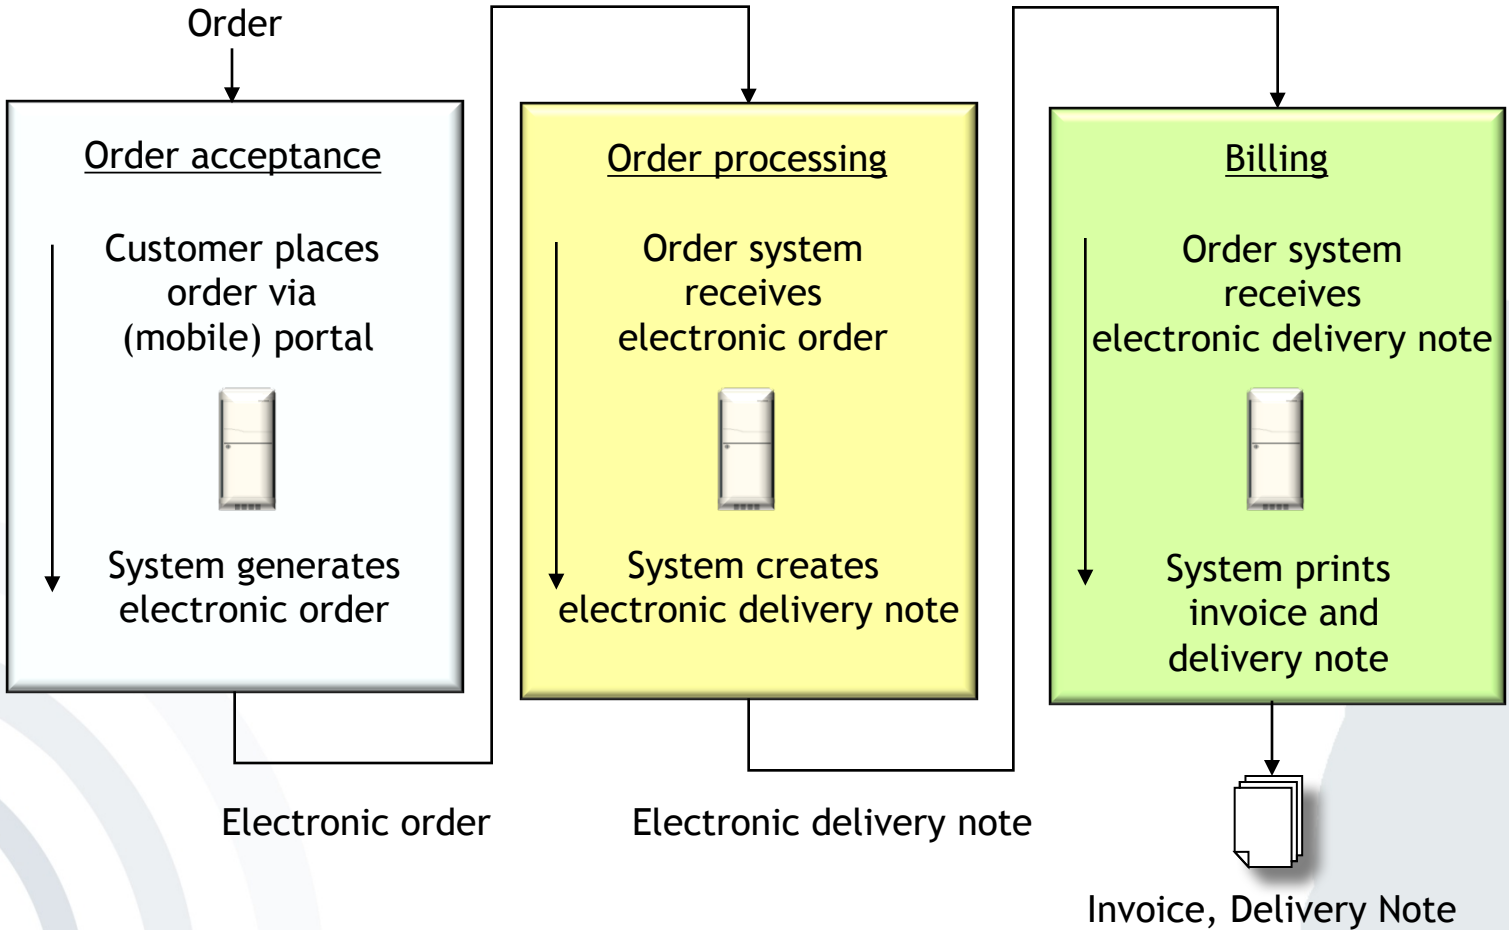 Order
Order acceptance
Customer places
order via
(mobile) portal
System generates
electronic order
Electronic order
Order processing
Order system
receives
electronic order
System creates
electronic delivery note
Electronic delivery note
Billing
Order system
receives
electronic delivery note
System prints
invoice and
delivery note
Invoice, Delivery Note